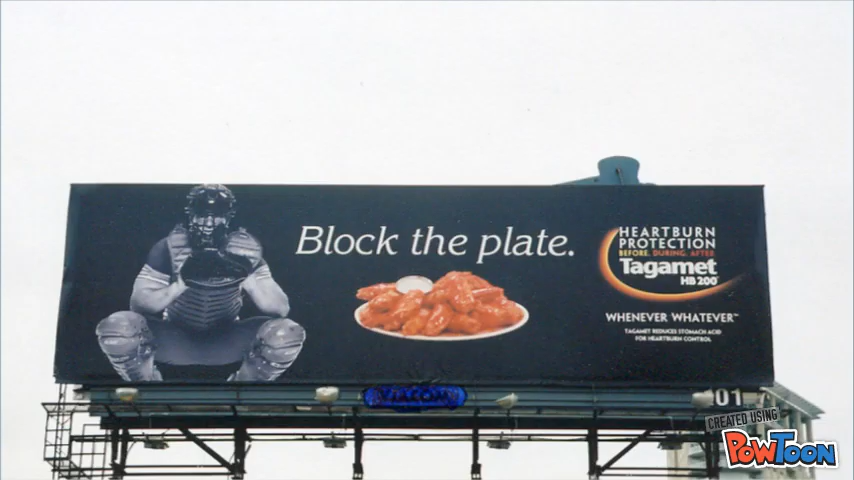 Block the plate.
HEARTBURN
PROTECTION
BEFORE. DURING. AFTER
Tagamet
HB 200
WHENEVER WHATEVER™
TAGAMET REDUCES STOMACH ACID
FOR HEARTBURN CONTROL
VIACOM
01
CREATED USING
POWTOON